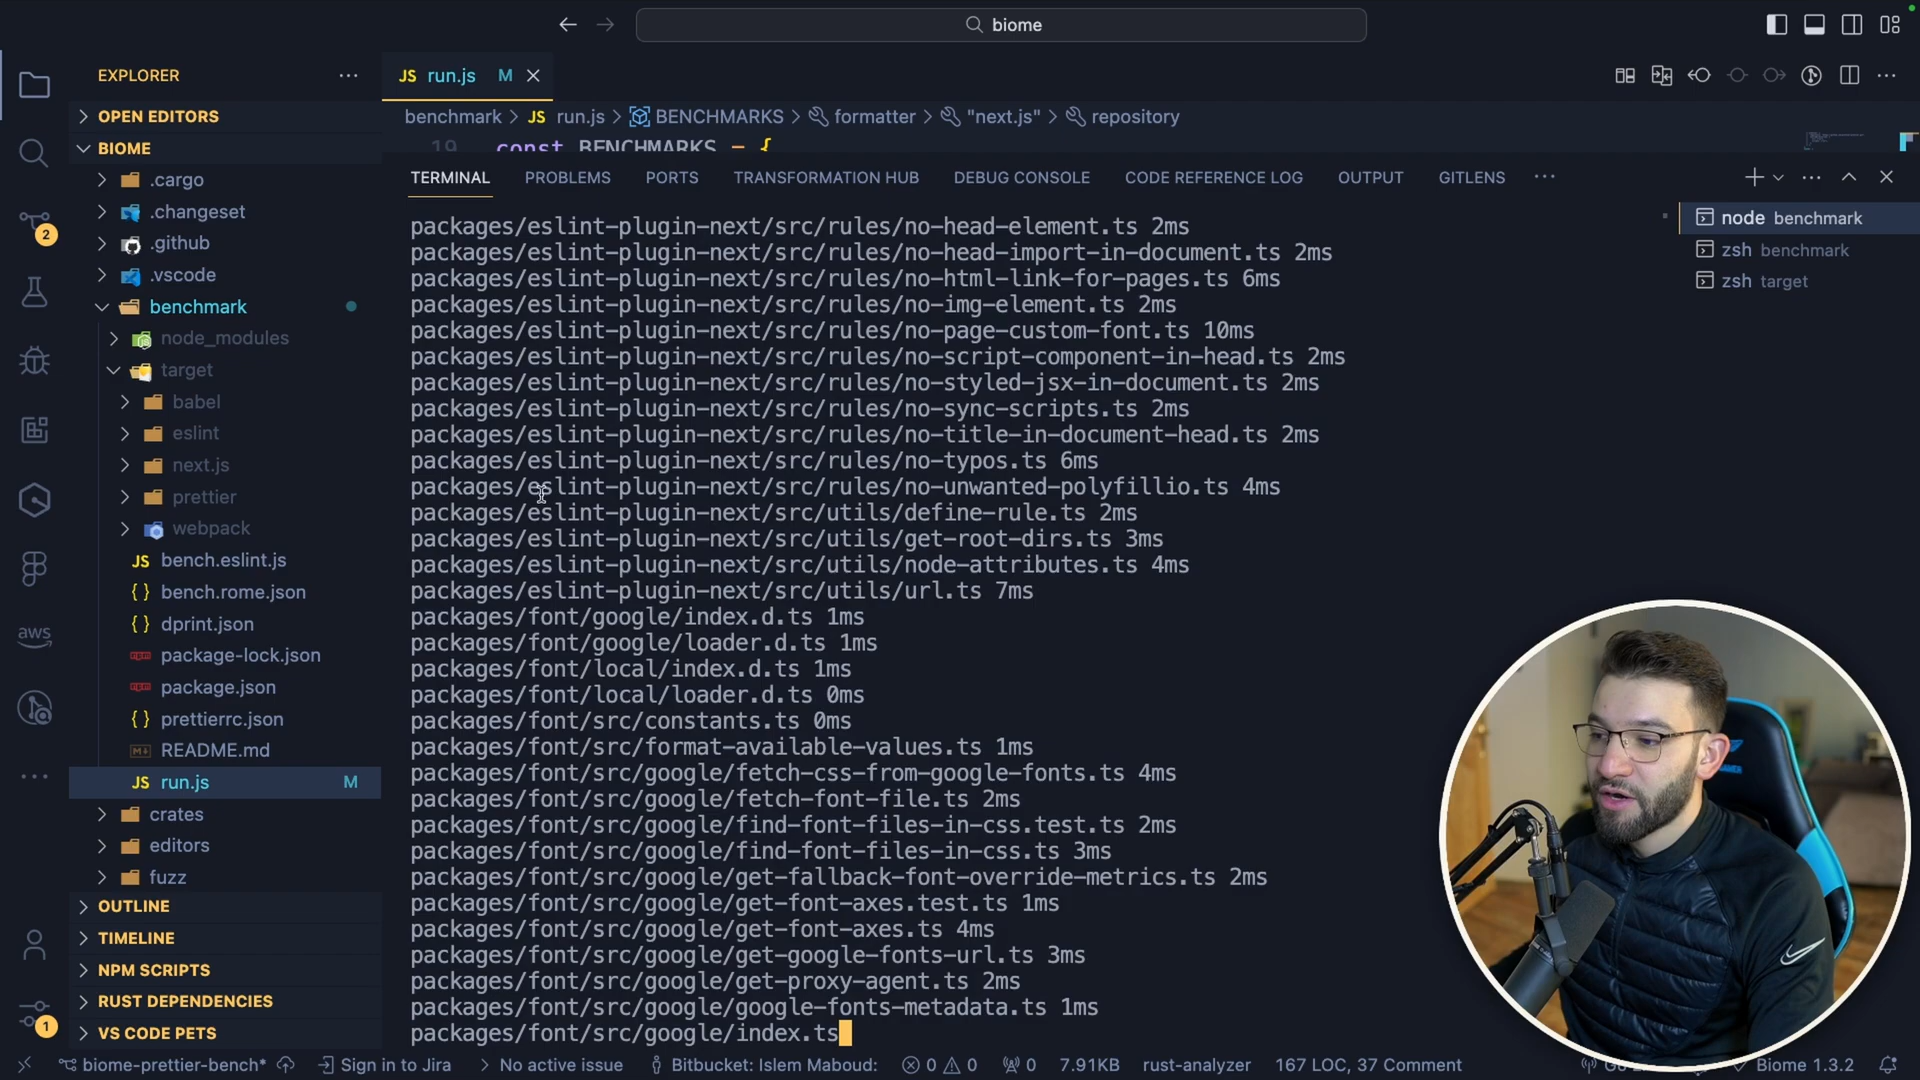 biome
EXPLORER
OPEN EDITORS
BIOME
.cargo
.changeset
.github
.vscode
benchmark
node_modules
target
babel
eslint
next.js
prettier
webpack
JS bench.eslint.js
{} bench.rome.json
{} dprint.json
package-lock.json
package.json
{} prettierrc.json
README.md
JS run.js M
crates
editors
fuzz
OUTLINE
TIMELINE
NPM SCRIPTS
RUST DEPENDENCIES
VS CODE PETS
2
aws
1
JS run.js M
benchmark > JS run.js > BENCHMARKS > formatter > "next.js" > repository
19 const BENCHMARKS = {
TERMINAL PROBLEMS PORTS TRANSFORMATION HUB DEBUG CONSOLE CODE REFERENCE LOG OUTPUT GITLENS
packages/eslint-plugin-next/src/rules/no-head-element.ts 2ms
packages/eslint-plugin-next/src/rules/no-head-import-in-document.ts 2ms
packages/eslint-plugin-next/src/rules/no-html-link-for-pages.ts 6ms
packages/eslint-plugin-next/src/rules/no-img-element.ts 2ms
packages/eslint-plugin-next/src/rules/no-page-custom-font.ts 10ms
packages/eslint-plugin-next/src/rules/no-script-component-in-head.ts 2ms
packages/eslint-plugin-next/src/rules/no-styled-jsx-in-document.ts 2ms
packages/eslint-plugin-next/src/rules/no-sync-scripts.ts 2ms
packages/eslint-plugin-next/src/rules/no-title-in-document-head.ts 2ms
packages/eslint-plugin-next/src/rules/no-typos.ts 6ms
packages/eslint-plugin-next/src/rules/no-unwanted-polyfillio.ts 4ms
packages/eslint-plugin-next/src/utils/define-rule.ts 2ms
packages/eslint-plugin-next/src/utils/get-root-dirs.ts 3ms
packages/eslint-plugin-next/src/utils/node-attributes.ts 4ms
packages/eslint-plugin-next/src/utils/url.ts 7ms
packages/font/google/index.d.ts 1ms
packages/font/google/loader.d.ts 1ms
packages/font/local/index.d.ts 1ms
packages/font/local/loader.d.ts 0ms
packages/font/src/constants.ts 0ms
packages/font/src/format-available-values.ts 1ms
packages/font/src/google/fetch-css-from-google-fonts.ts 4ms
packages/font/src/google/fetch-font-file.ts 2ms
packages/font/src/google/find-font-files-in-css.test.ts 2ms
packages/font/src/google/find-font-files-in-css.ts 3ms
packages/font/src/google/get-fallback-font-override-metrics.ts 2ms
packages/font/src/google/get-font-axes.test.ts 1ms
packages/font/src/google/get-font-axes.ts 4ms
packages/font/src/google/get-google-fonts-url.ts 3ms
packages/font/src/google/get-proxy-agent.ts 2ms
packages/font/src/google/google-fonts-metadata.ts 1ms
packages/font/src/google/index.ts
node benchmark
zsh benchmark
zsh target
biome-prettier-bench* Sign in to Jira No active issue Bitbucket: Islem Maboud: 0 0 0 7.91KB rust-analyzer 167 LOC, 37 Comment Biome 1.3.2